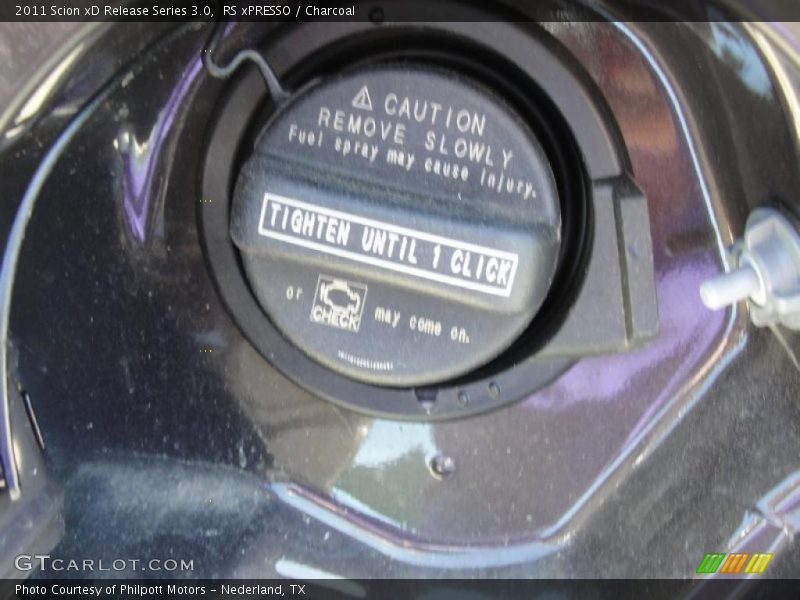 2011 Scion xD Release Series 3.0,  RS xPRESSO / Charcoal
CAUTION
REMOVE SLOWLY
Fuel spray may cause injury.
TIGHTEN UNTIL 1 CLICK
or CHECK may come on.
GTCARLOT.COM
Photo Courtesy of Philpott Motors - Nederland, TX